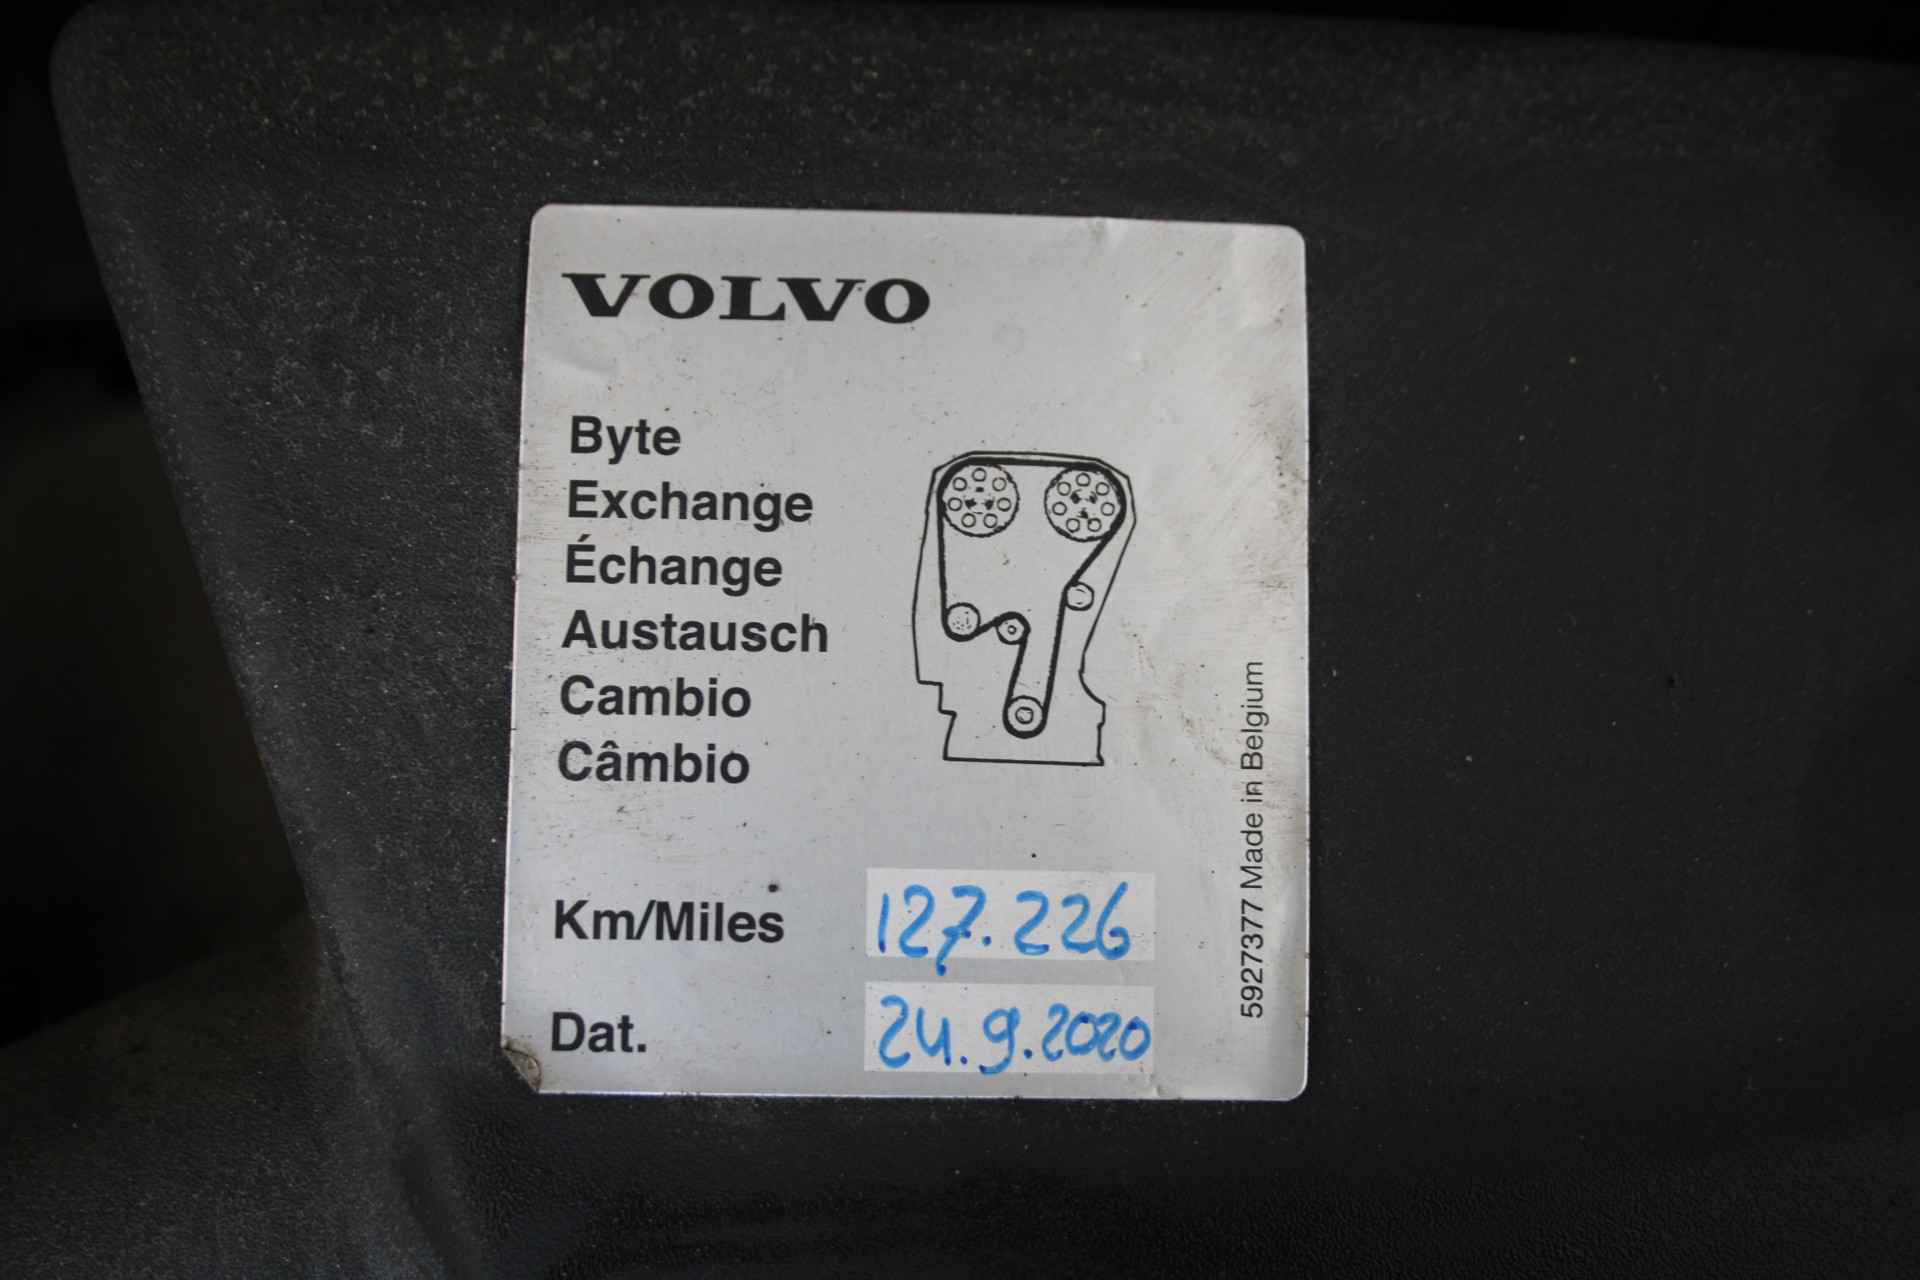 VOLVO
Byte
Exchange
Échange
Austausch
Cambio
Câmbio
Km/Miles 127.226
Dat. 24.9.2020
5927377 Made in Belgium